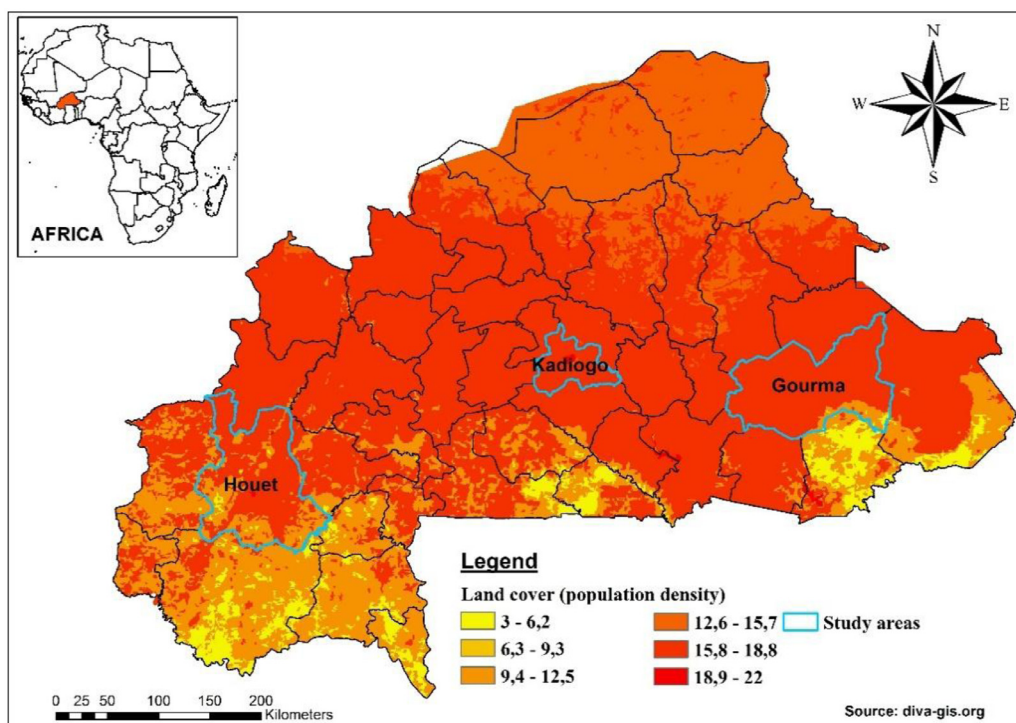 AFRICA
N
W E
S
Kadiogo
Gourma
Houet
Legend
Land cover (population density)
3 - 6,2
6,3 - 9,3
9,4 - 12,5
12,6 - 15,7
15,8 - 18,8
18,9 - 22
Study areas
0 25 50 100 150 200
Kilometers
Source: diva-gis.org